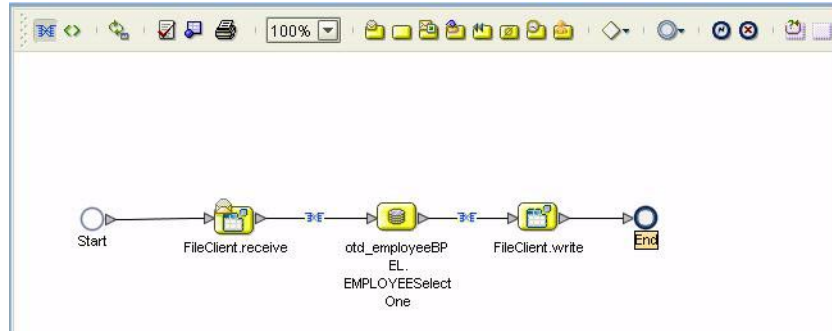 100%
Start
FileClient.receive
otd_employeeBP
EL.
EMPLOYEESelect
One
FileClient.write
End